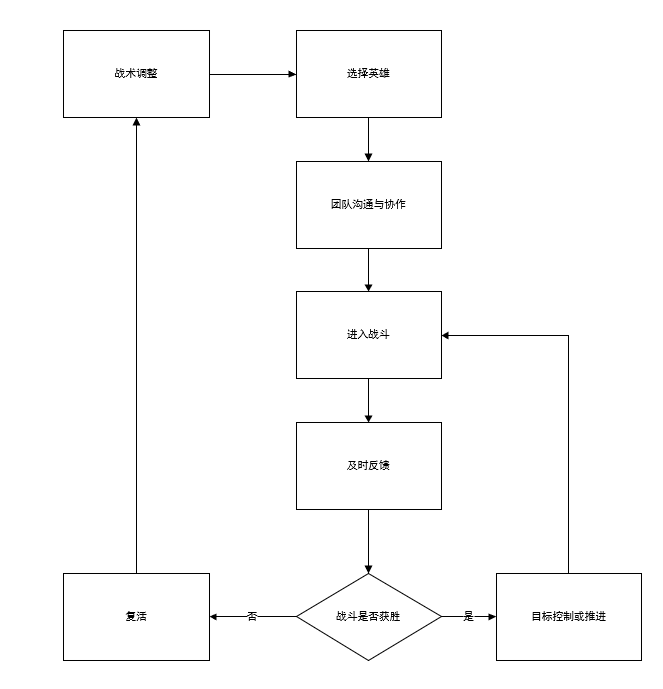 战术调整
选择英雄
团队沟通与协作
进入战斗
及时反馈
复活
否
战斗是否获胜
是
目标控制或推进